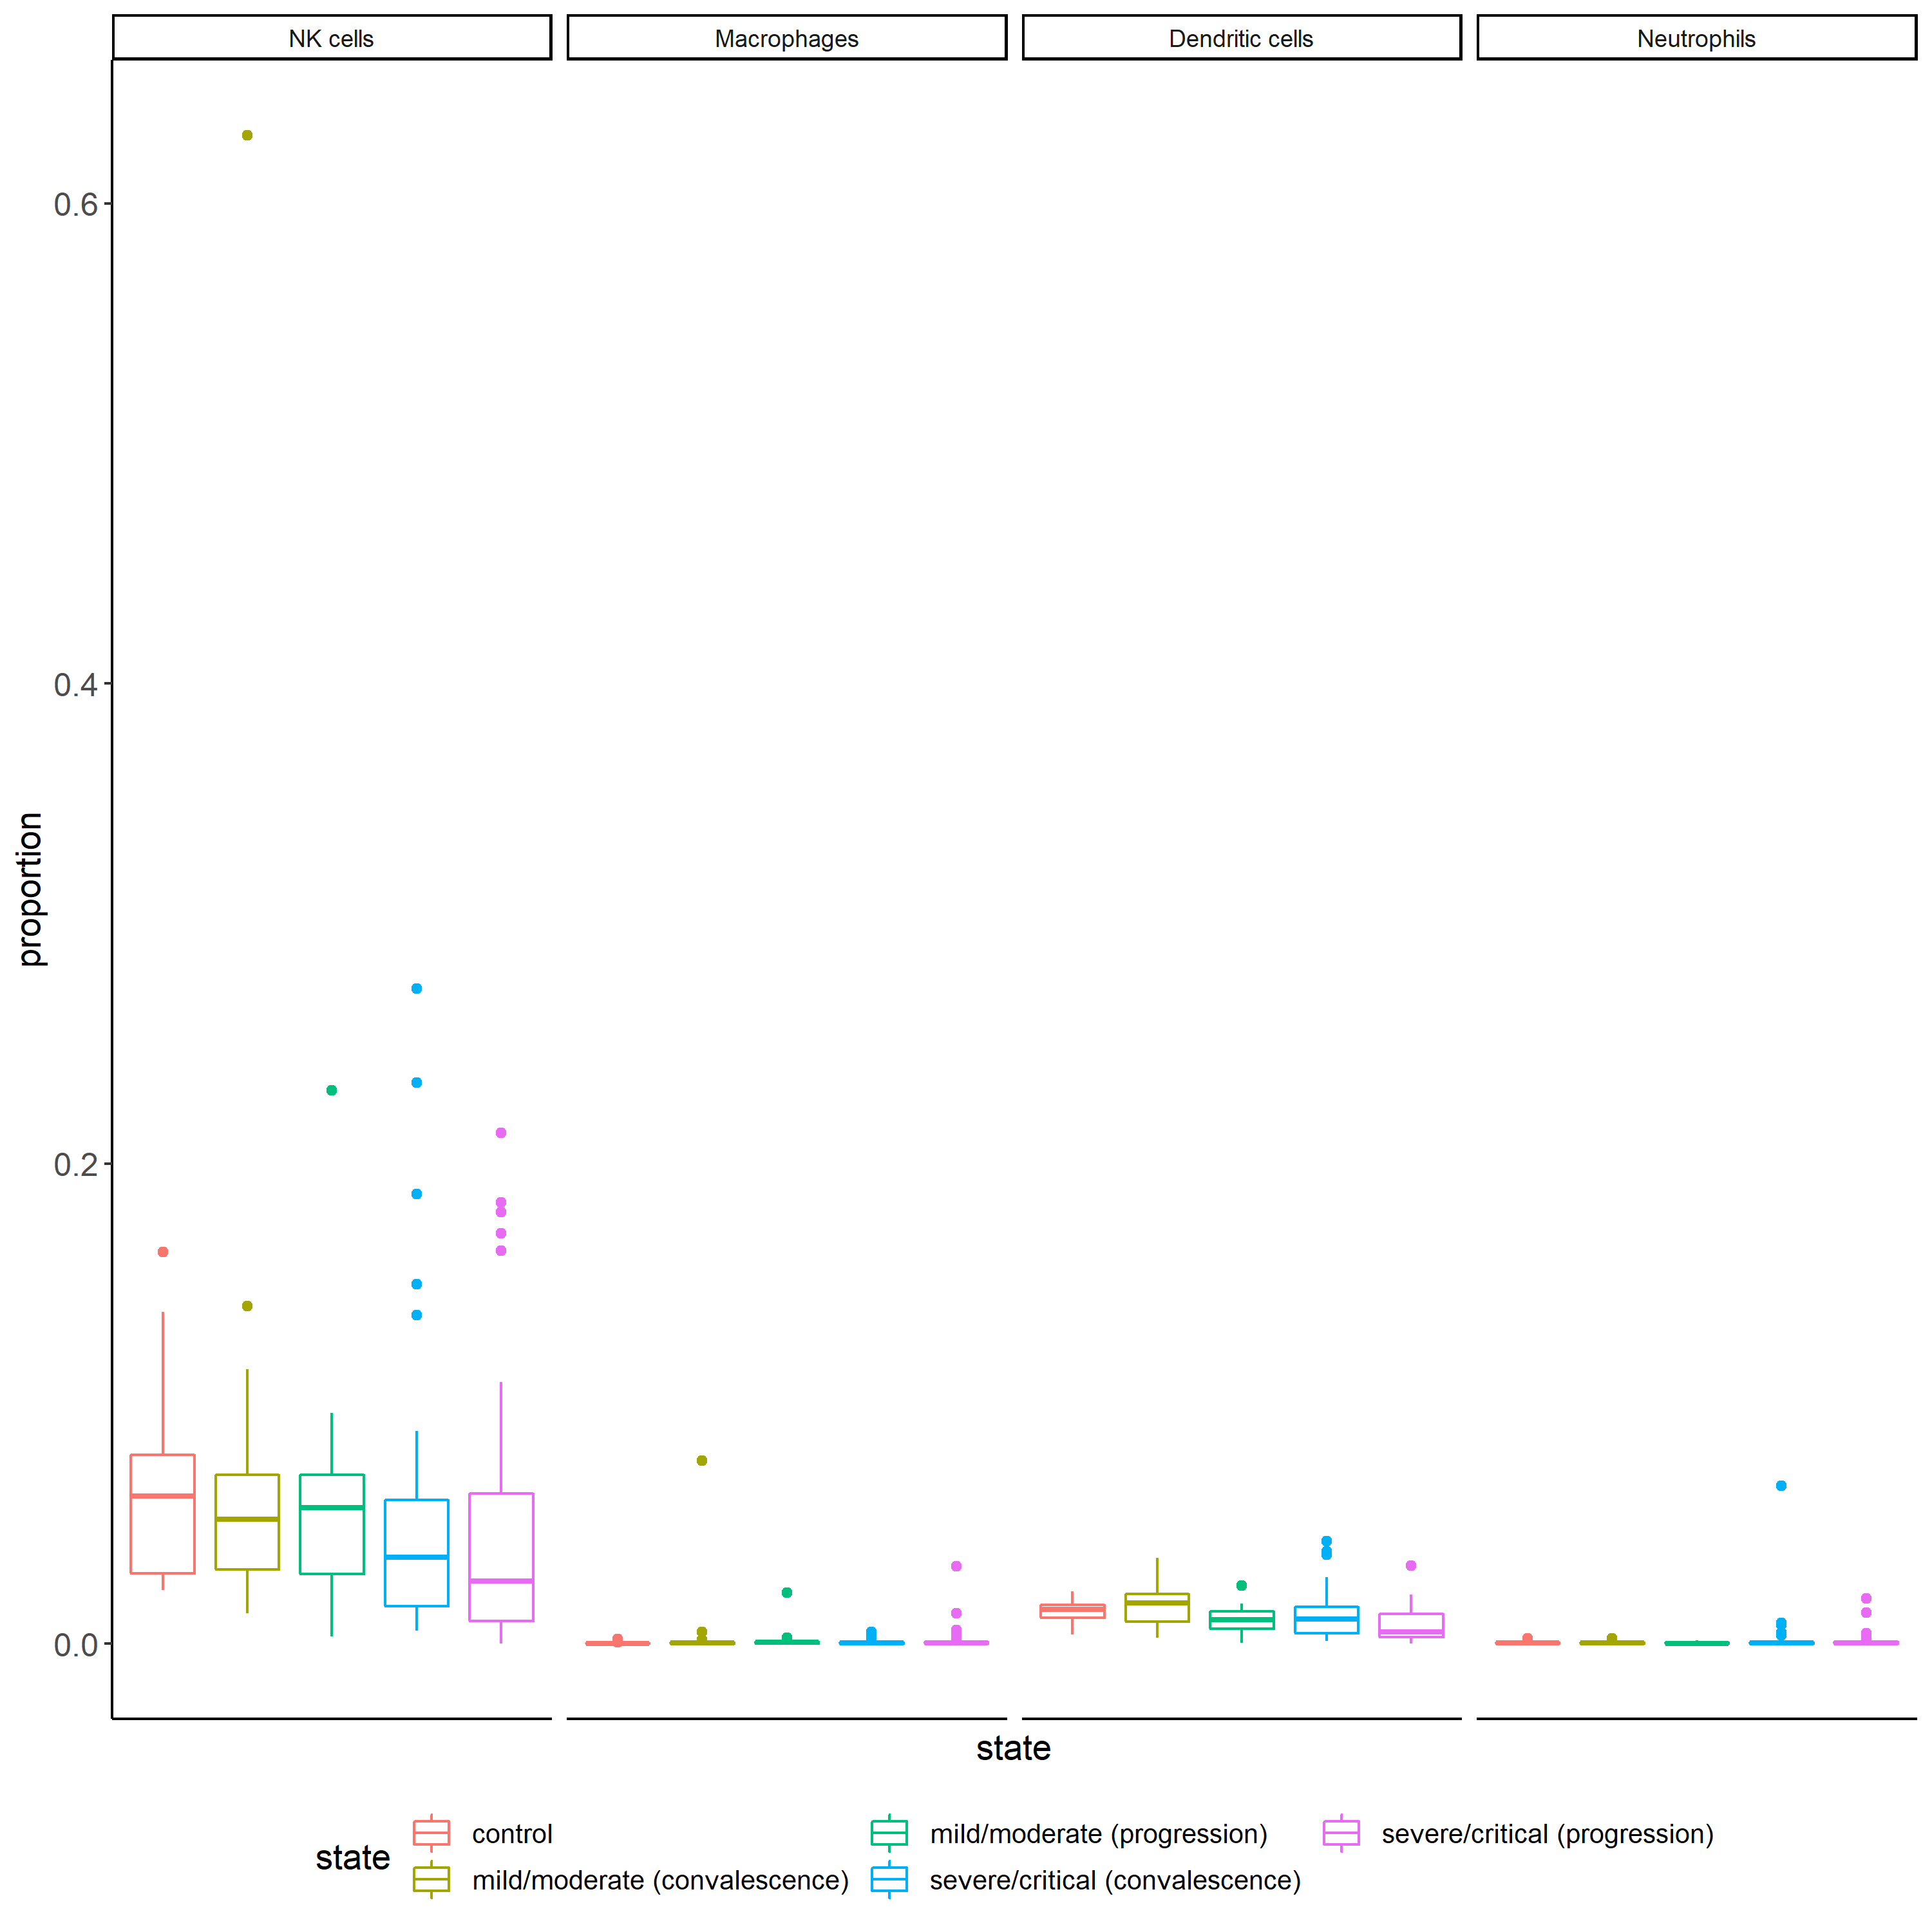 NK cells
Macrophages
Dendritic cells
Neutrophils
0.6
0.4
0.2
0.0
proportion
state
state
control
mild/moderate (progression)
severe/critical (progression)
mild/moderate (convalescence)
severe/critical (convalescence)